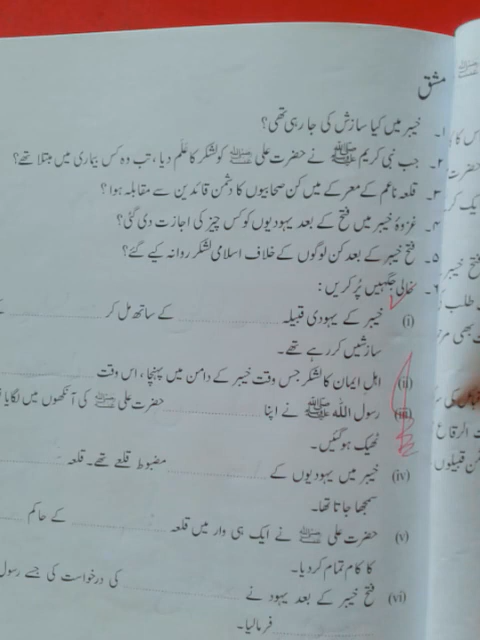 مشق
۱۔ خیبر میں کیا سازش کی جا رہی تھی؟
۲۔ جب نبی کریم ﷺ نے حضرت علی کو لشکر کا عَلَم دیا، تب وہ کس بیماری میں مبتلا تھے؟
۳۔ قلعہ ناعم کے معرکے میں کن صحابیوں کا دشمن قائدین سے مقابلہ ہوا؟
۴۔ غزوۂ خیبر میں فتح کے بعد یہودیوں کو کس چیز کی اجازت دی گئی؟
۵۔ فتح خیبر کے بعد کن لوگوں کے خلاف اسلامی لشکر روانہ کیے گئے؟
۶۔ خالی جگہیں پُر کریں:
(i) خیبر کے یہودی قبیلہ ........ کے ساتھ مل کر ........
سازشیں کر رہے تھے۔
(ii) اہلِ ایمان کا لشکر جس وقت خیبر کے دامن میں پہنچا، اس وقت ........
(iii) رسول اللہ ﷺ نے اپنا ........ حضرت علی کی آنکھوں میں لگایا
ٹھیک ہو گئیں۔
(iv) خیبر میں یہودیوں کے ........ مضبوط قلعے تھے۔ قلعہ ........
سمجھا جاتا تھا۔
(v) حضرت علی نے ایک ہی وار میں قلعہ ........ کے حاکم ........
کا کام تمام کر دیا۔
(vi) فتح خیبر کے بعد یہود نے ........ کی درخواست کی جسے رسول
........ فرمالیا۔